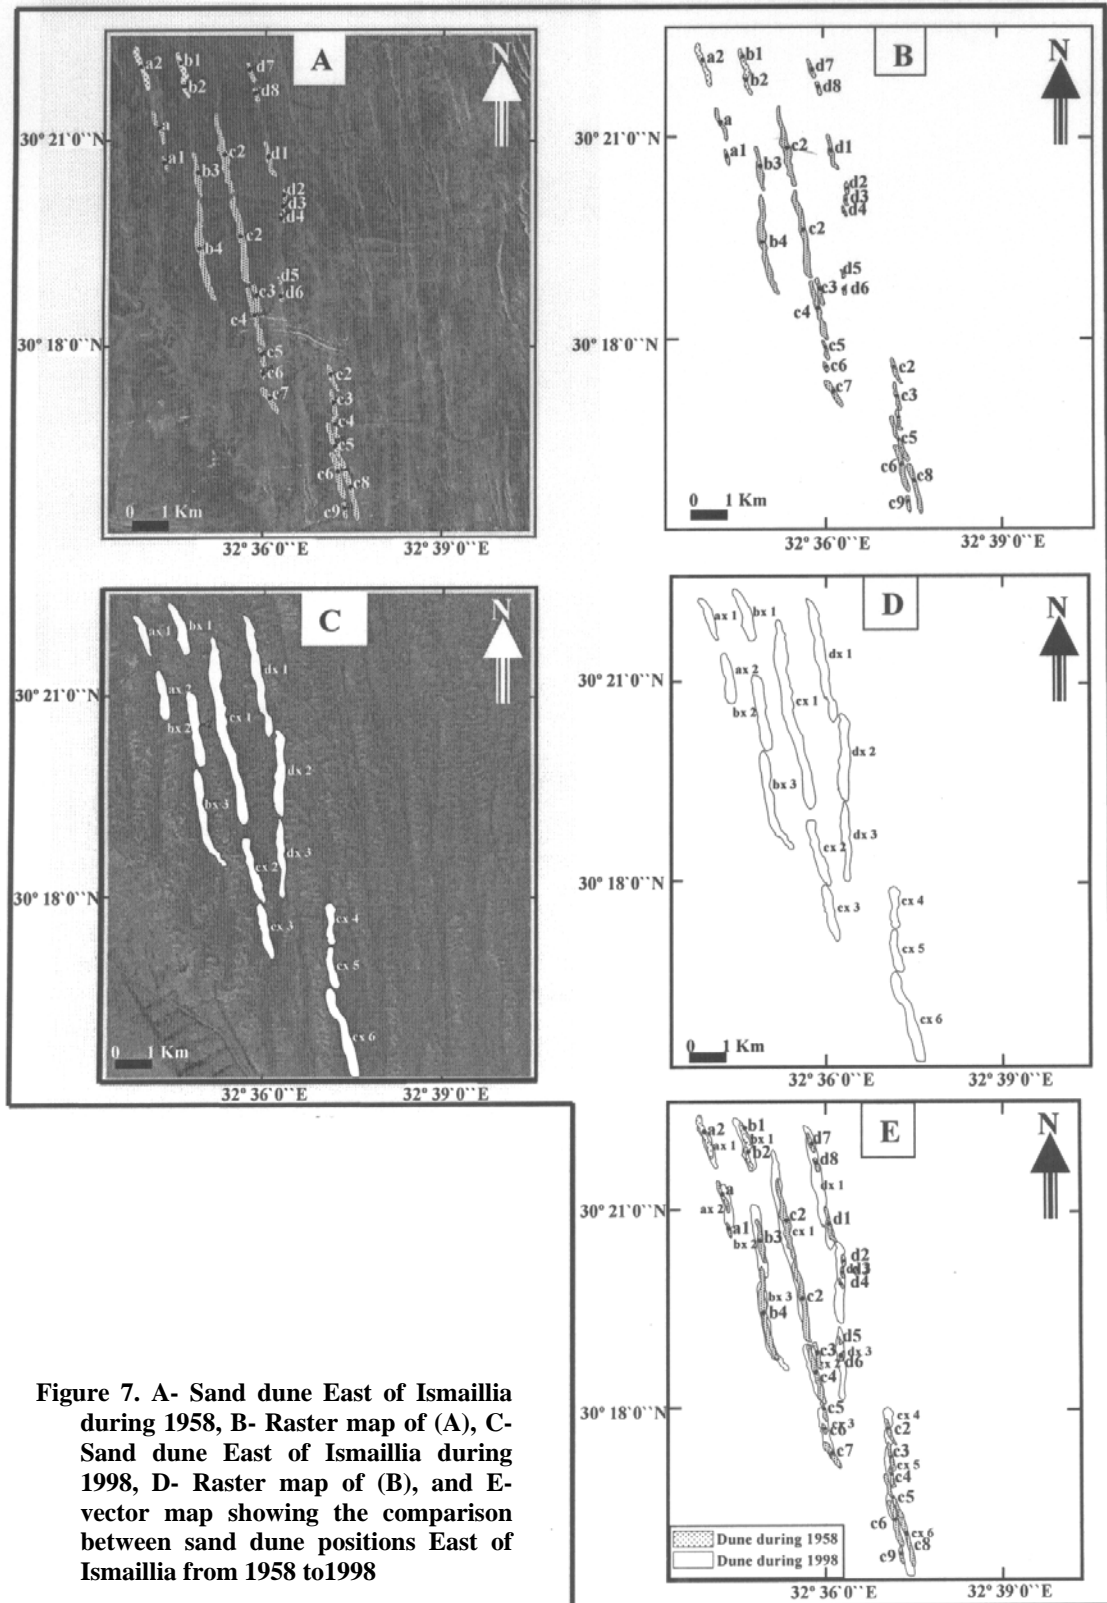 A
N
a2
b1
b2
d7
d8
a
30° 21`0``N
a1
c2
d1
b3
d2
d3
d4
c2
b4
d5
c3
d6
c4
30° 18`0``N
c5
c6
c2
c7
c3
c4
c5
c6
c8
c9
0 1 Km
32° 36`0``E
32° 39`0``E
B
N
a2
b1
b2
d7
d8
a
30° 21`0``N
a1
c2
d1
b3
d2
d3
d4
c2
b4
d5
c3
d6
c4
30° 18`0``N
c5
c6
c2
c7
c3
c5
c6
c8
c9
0 1 Km
32° 36`0``E
32° 39`0``E
C
N
ax 1
bx 1
dx 1
30° 21`0``N
ax 2
cx 1
bx 2
dx 2
bx 3
dx 3
cx 2
30° 18`0``N
cx 3
cx 4
cx 5
cx 6
0 1 Km
32° 36`0``E
32° 39`0``E
D
N
ax 1
bx 1
dx 1
ax 2
30° 21`0``N
cx 1
bx 2
dx 2
bx 3
dx 3
cx 2
30° 18`0``N
cx 3
cx 4
cx 5
cx 6
0 1 Km
32° 36`0``E
32° 39`0``E
E
N
a2
b1
ax 1
bx 1
b2
d7
d8
dx 1
a
30° 21`0``N
ax 2
a1
c2
d1
cx 1
b3
bx 2
d2
d3
d4
bx 3
c2
b4
d5
c3
dx 3
d6
c4
30° 18`0``N
c5
cx 3
c6
cx 4
c2
c7
c3
cx 5
c4
c5
c6
cx 6
c8
c9
Dune during 1958
Dune during 1998
32° 36`0``E
32° 39`0``E
Figure 7. A- Sand dune East of Ismaillia
during 1958, B- Raster map of (A), C-
Sand dune East of Ismaillia during
1998, D- Raster map of (B), and E-
vector map showing the comparison
between sand dune positions East of
Ismaillia from 1958 to1998